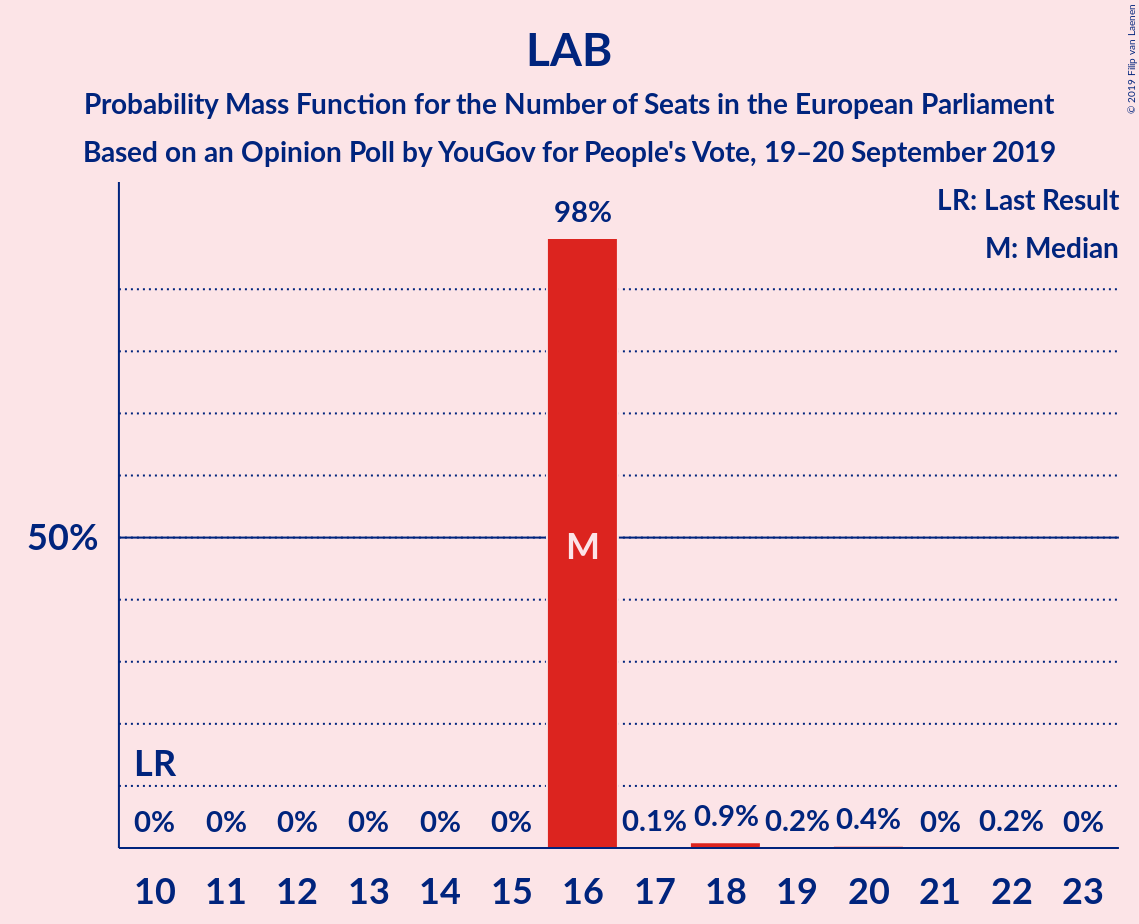 LAB
Probability Mass Function for the Number of Seats in the European Parliament
Based on an Opinion Poll by YouGov for People's Vote, 19–20 September 2019
© 2019 Filip van Laenen
LR: Last Result
M: Median
98%
50%
M
LR
0% 0% 0% 0% 0% 0% 0.1% 0.9% 0.2% 0.4% 0% 0.2% 0%
10 11 12 13 14 15 16 17 18 19 20 21 22 23